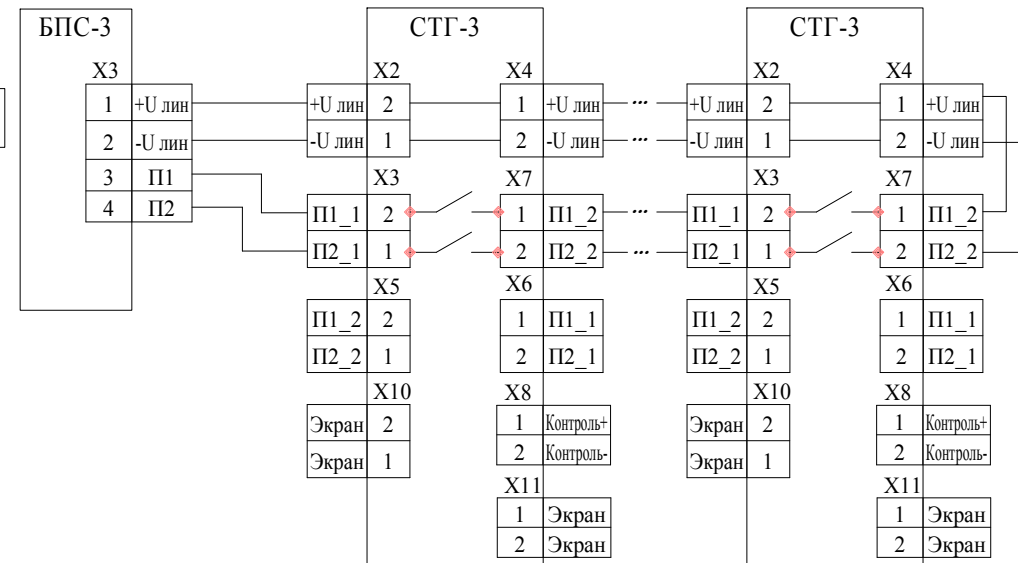 БПС-3 СТГ-3 СТГ-3
X3 X2 X4 X2 X4
1 +U лин +U лин 2 1 +U лин ... +U лин 2 1 +U лин
2 -U лин -U лин 1 2 -U лин ... -U лин 1 2 -U лин
3 П1 X3 X7 X3 X7
4 П2 П1_1 2 1 П1_2 ... П1_1 2 1 П1_2
П2_1 1 2 П2_2 ... П2_1 1 2 П2_2
X5 X6 X5 X6
П1_2 2 1 П1_1 П1_2 2 1 П1_1
П2_2 1 2 П2_1 П2_2 1 2 П2_1
X10 X8 X10 X8
Экран 2 1 Контроль+ Экран 2 1 Контроль+
Экран 1 2 Контроль- Экран 1 2 Контроль-
X11 X11
1 Экран 1 Экран
2 Экран 2 Экран